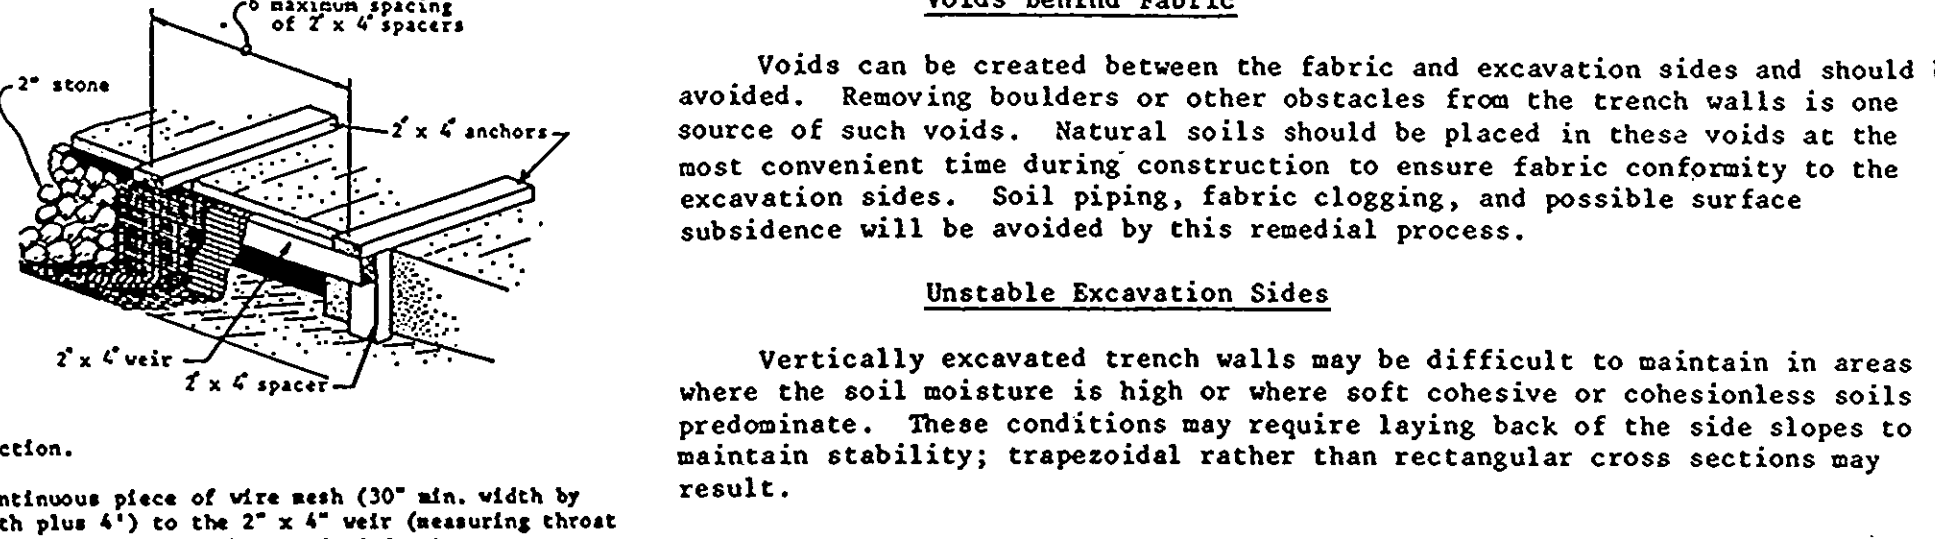 6' maximum spacing
of 2" x 4" spacers
2" stone
2" x 4" anchors
2" x 4" weir
2" x 4" spacer
ction.
ntinuous piece of wire mesh (30" min. width by
th plus 4') to the 2" x 4" weir (measuring throat
Voids Behind Fabric
Voids can be created between the fabric and excavation sides and should
avoided. Removing boulders or other obstacles from the trench walls is one
source of such voids. Natural soils should be placed in these voids at the
most convenient time during construction to ensure fabric conformity to the
excavation sides. Soil piping, fabric clogging, and possible surface
subsidence will be avoided by this remedial process.
Unstable Excavation Sides
Vertically excavated trench walls may be difficult to maintain in areas
where the soil moisture is high or where soft cohesive or cohesionless soils
predominate. These conditions may require laying back of the side slopes to
maintain stability; trapezoidal rather than rectangular cross sections may
result.